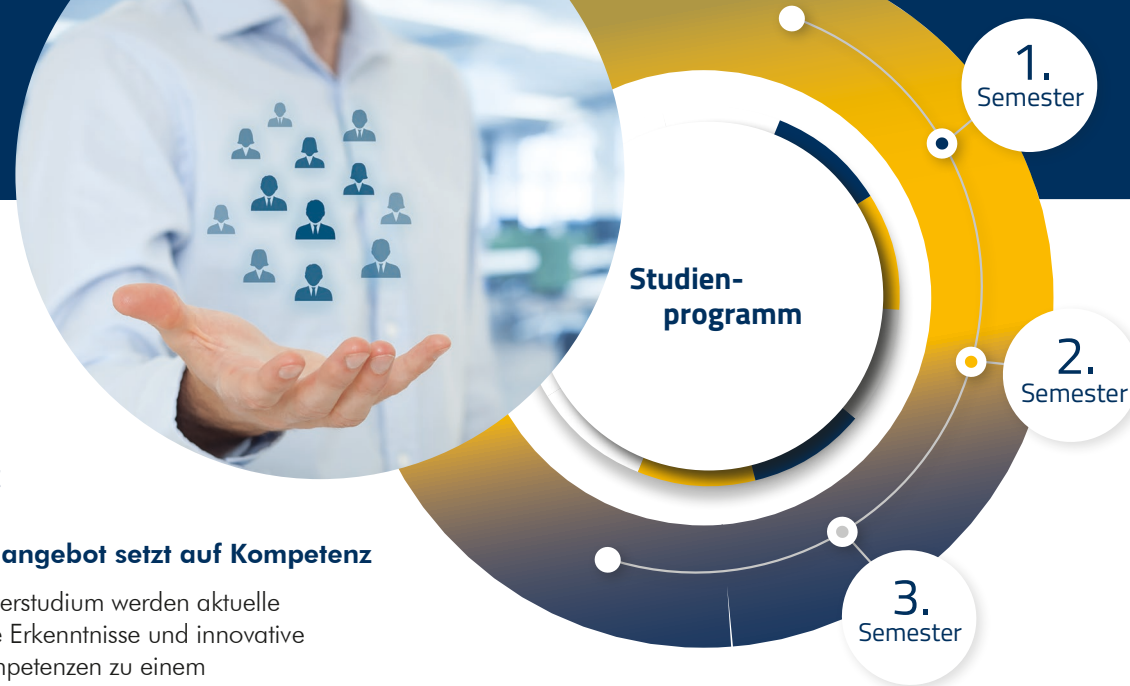 1.
Semester
Studien-
programm
2.
Semester
angebot setzt auf Kompetenz
erstudium werden aktuelle
Erkenntnisse und innovative
petenzen zu einem
3.
Semester